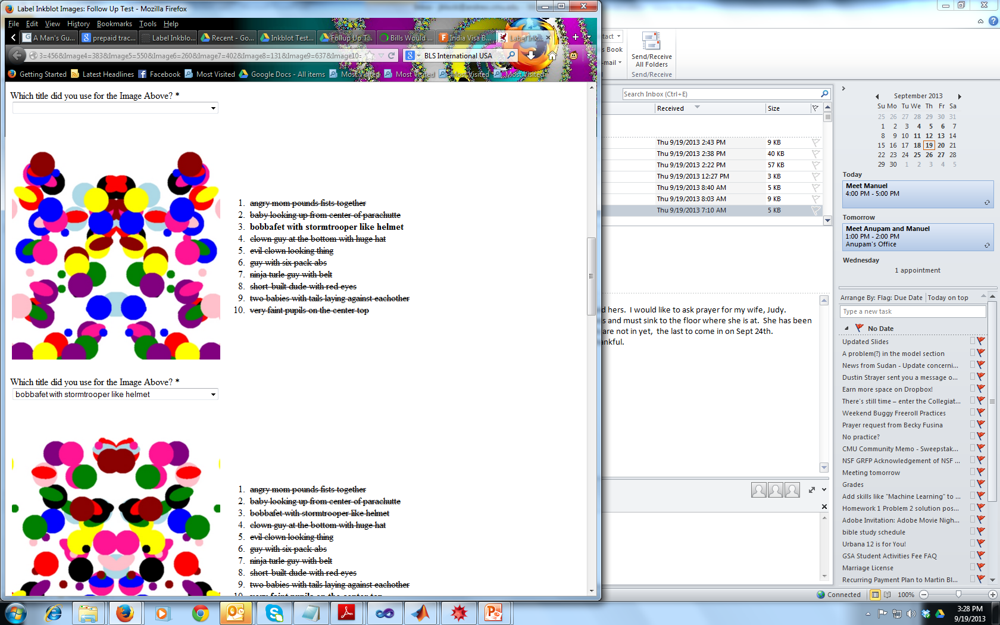 Label Inkblot Images: Follow Up Test - Mozilla Firefox
File Edit View History Bookmarks Tools Help
A Man's Gu... prepaid trac... Label Inkblo... Recent - Go... Inkblot Test... Follup Up T... Bills Would ... India Visa B... Label Ink...
3=456&Image4=383&Image5=550&Image6=260&Image7=402&Image8=131&Image9=637&Image10=
BLS International USA
Getting Started Latest Headlines Facebook Most Visited Google Docs - All items Most Visited Most Visited Most Visited Most Visited
Which title did you use for the Image Above? *
1. angry mom pounds fists together
2. baby looking up from center of parachutte
3. bobbafet with stormtrooper like helmet
4. clown guy at the bottom with huge hat
5. evil clown looking thing
6. guy with six pack abs
7. ninja turle guy with belt
8. short-built dude with red eyes
9. two babies with tails laying against eachother
10. very faint pupils on the center top
Which title did you use for the Image Above? *
bobbafet with stormtrooper like helmet
1. angry mom pounds fists together
2. baby looking up from center of parachutte
3. bobbafet with stormtrooper like helmet
4. clown guy at the bottom with huge hat
5. evil clown looking thing
6. guy with six pack abs
7. ninja turle guy with belt
8. short-built dude with red eyes
9. two babies with tails laying against eachother
10. very faint pupils on the center top
tact
s Book
-mail
Send/Receive
All Folders
Send/Receive
Search Inbox (Ctrl+E)
Received Size
Thu 9/19/2013 2:43 PM 9 KB
Thu 9/19/2013 2:38 PM 40 KB
Thu 9/19/2013 2:22 PM 57 KB
Thu 9/19/2013 12:27 PM 3 KB
Thu 9/19/2013 8:40 AM 5 KB
Thu 9/19/2013 8:03 AM 9 KB
Thu 9/19/2013 7:10 AM 5 KB
d hers. I would like to ask prayer for my wife, Judy.
s and must sink to the floor where she is at. She has been
are not in yet, the last to come in on Sept 24th.
ankful.
September 2013
Su Mo Tu We Th Fr Sa
25 26 27 28 29 30 31
1 2 3 4 5 6 7
8 9 10 11 12 13 14
15 16 17 18 19 20 21
22 23 24 25 26 27 28
29 30 1 2 3 4 5
Today
Meet Manuel
4:00 PM - 5:00 PM
Tomorrow
Meet Anupam and Manuel
1:00 PM - 2:00 PM
Anupam's Office
Wednesday
1 appointment
Arrange By: Flag: Due Date Today on top
Type a new task
No Date
Updated Slides
A problem(?) in the model section
News from Sudan - Update concerni...
Dustin Strayer sent you a message o...
Earn more space on Dropbox!
There's still time – enter the Collegiat...
Weekend Buggy Freeroll Practices
Prayer request from Becky Fusina
No practice?
CMU Community Memo - Sweepstak...
NSF GRFP Acknowledgement of NSF ...
Meeting tomorrow
Grades
Add skills like "Machine Learning" to ...
Homework 1 Problem 2 solution pos...
Adobe Invitation: Adobe Movie Nigh...
bible study schedule
Urbana 12 is for You!
GSA Student Activities Fee FAQ
Marriage License
Recurring Payment Plan to Martin Bl...
Connected 100%
3:28 PM
9/19/2013